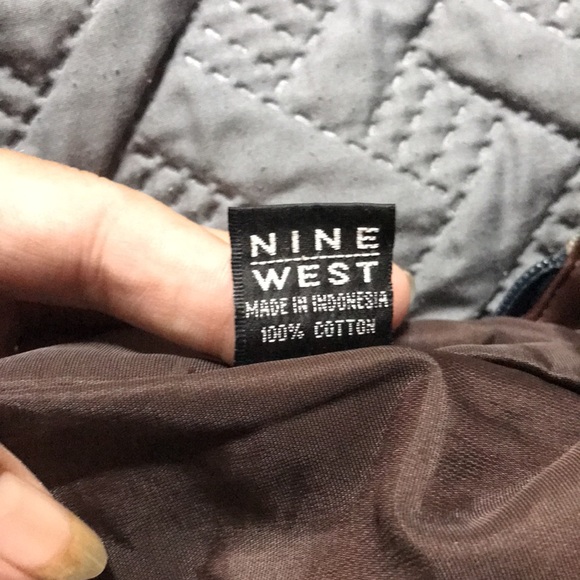 NINE
WEST
MADE IN INDONESIA
100% COTTON